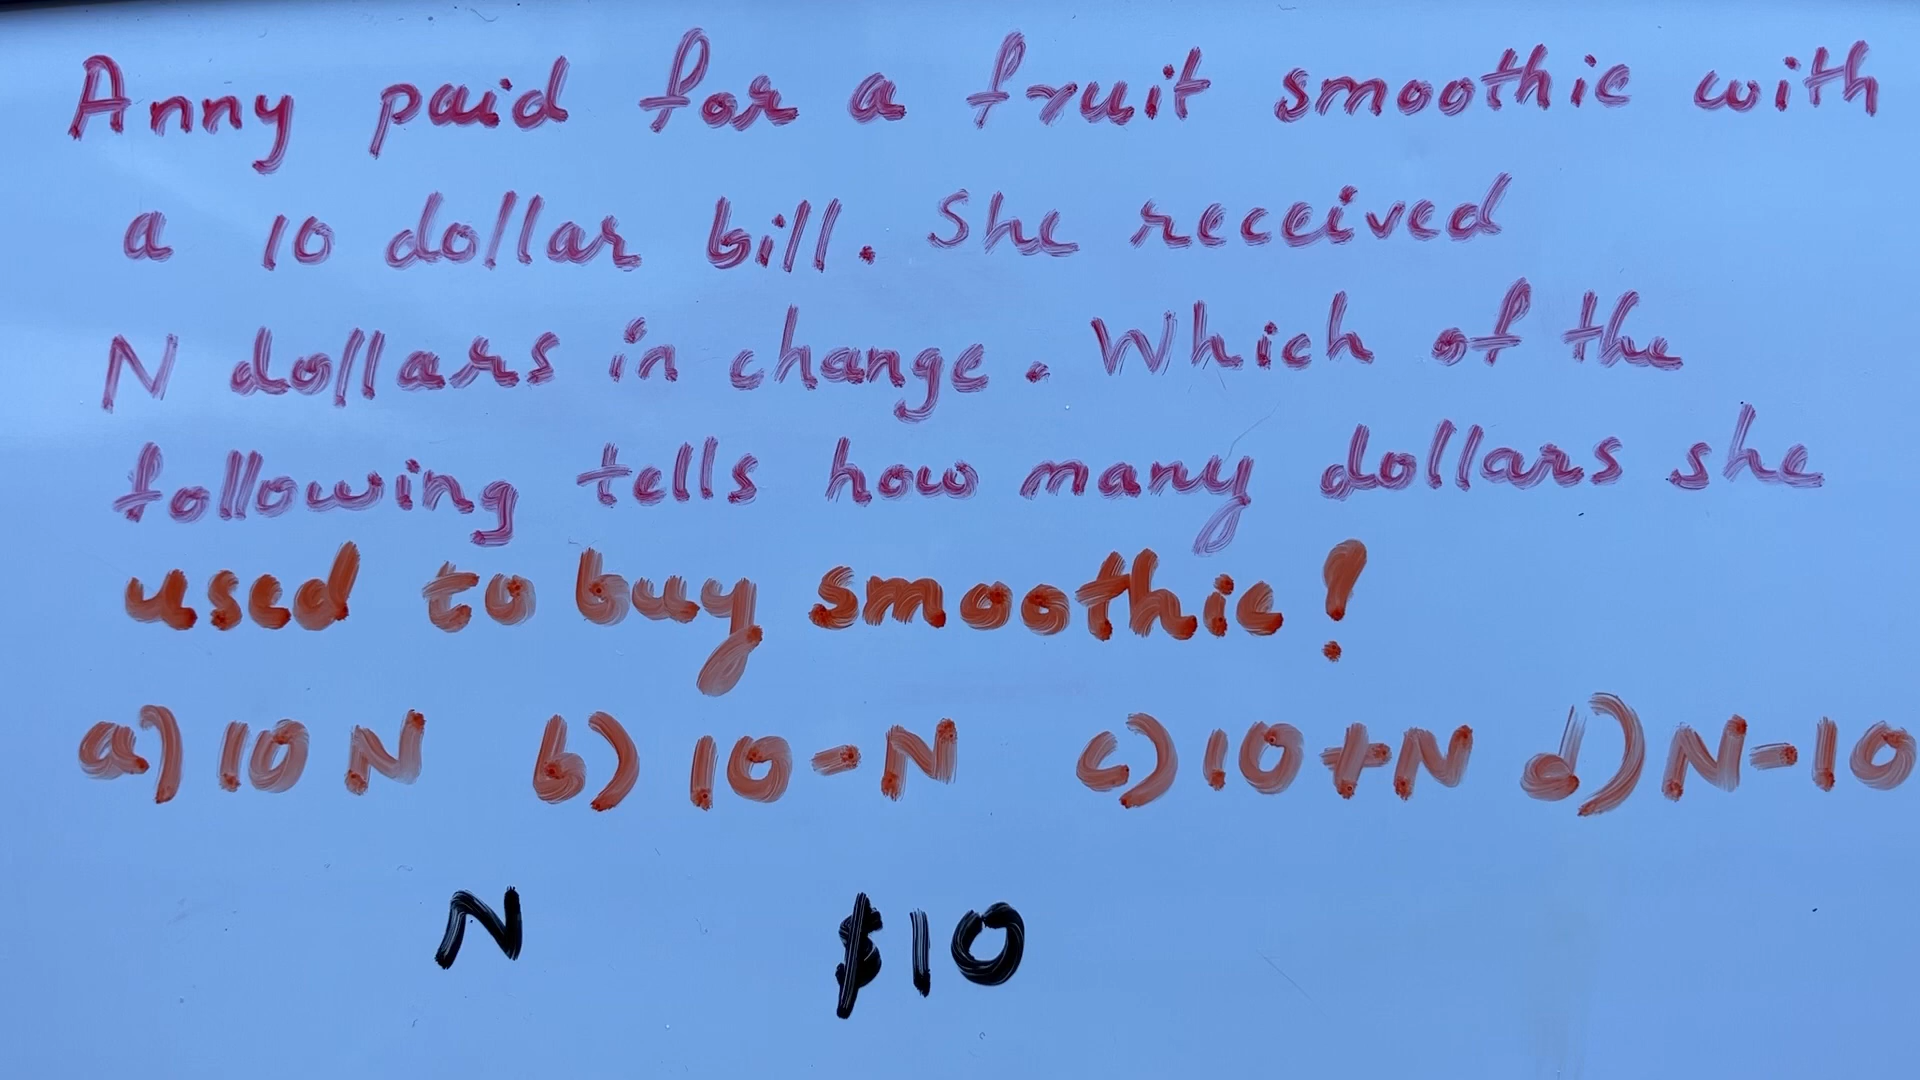 Anny paid for a fruit smoothie with
a 10 dollar bill. She received
N dollars in change. Which of the
following tells how many dollars she
used to buy smoothie!
a) 10 N b) 10-N c) 10+N d) N-10
N $10